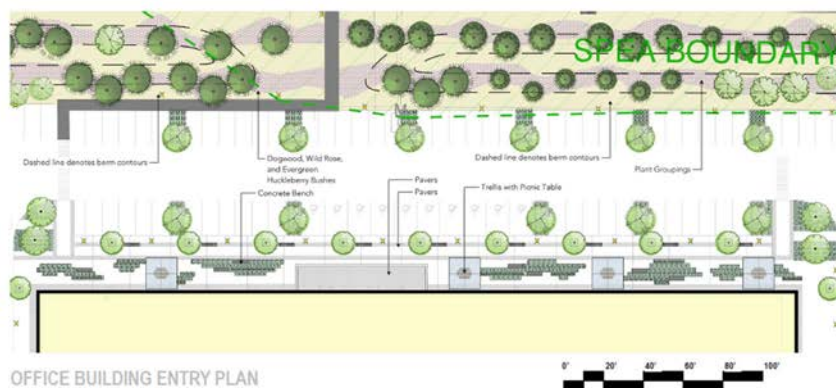 SPEA BOUNDARY
Dashed line denotes berm contours
Dogwood, Wild Rose,
and Evergreen
Huckleberry Bushes
Concrete Bench
Pavers
Pavers
Dashed line denotes berm contours
Trellis with Picnic Table
Plant Groupings
OFFICE BUILDING ENTRY PLAN
0' 20' 40' 60' 80' 100'